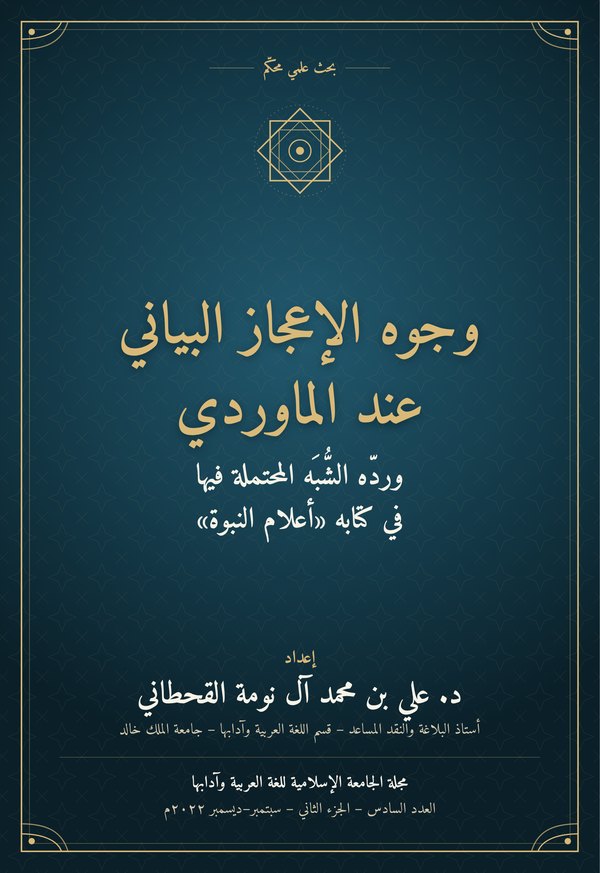 بحث علمي محكّم
وجوه الإعجاز البياني
عند الماوردي
وردّه الشُّبَه المحتملة فيها
في كتابه «أعلام النبوة»
إعداد
د. علي بن محمد آل نومة القحطاني
أستاذ البلاغة والنقد المساعد – قسم اللغة العربية وآدابها – جامعة الملك خالد
مجلة الجامعة الإسلامية للغة العربية وآدابها
العدد السادس – الجزء الثاني – سبتمبر–ديسمبر ٢٠٢٢م